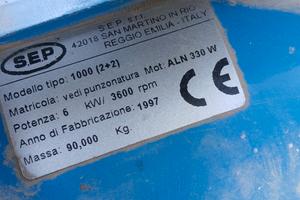 S.E.P. s.r.l.
42018 SAN MARTINO IN RIO
REGGIO EMILIA - ITALY
SEP
Modello tipo: 1000 (2+2)
Matricola: vedi punzonatura Mot: ALN 330 W
Potenza: 6 KW/ 3600 rpm
Anno di Fabbricazione: 1997
Massa: 90,000 Kg.
CE